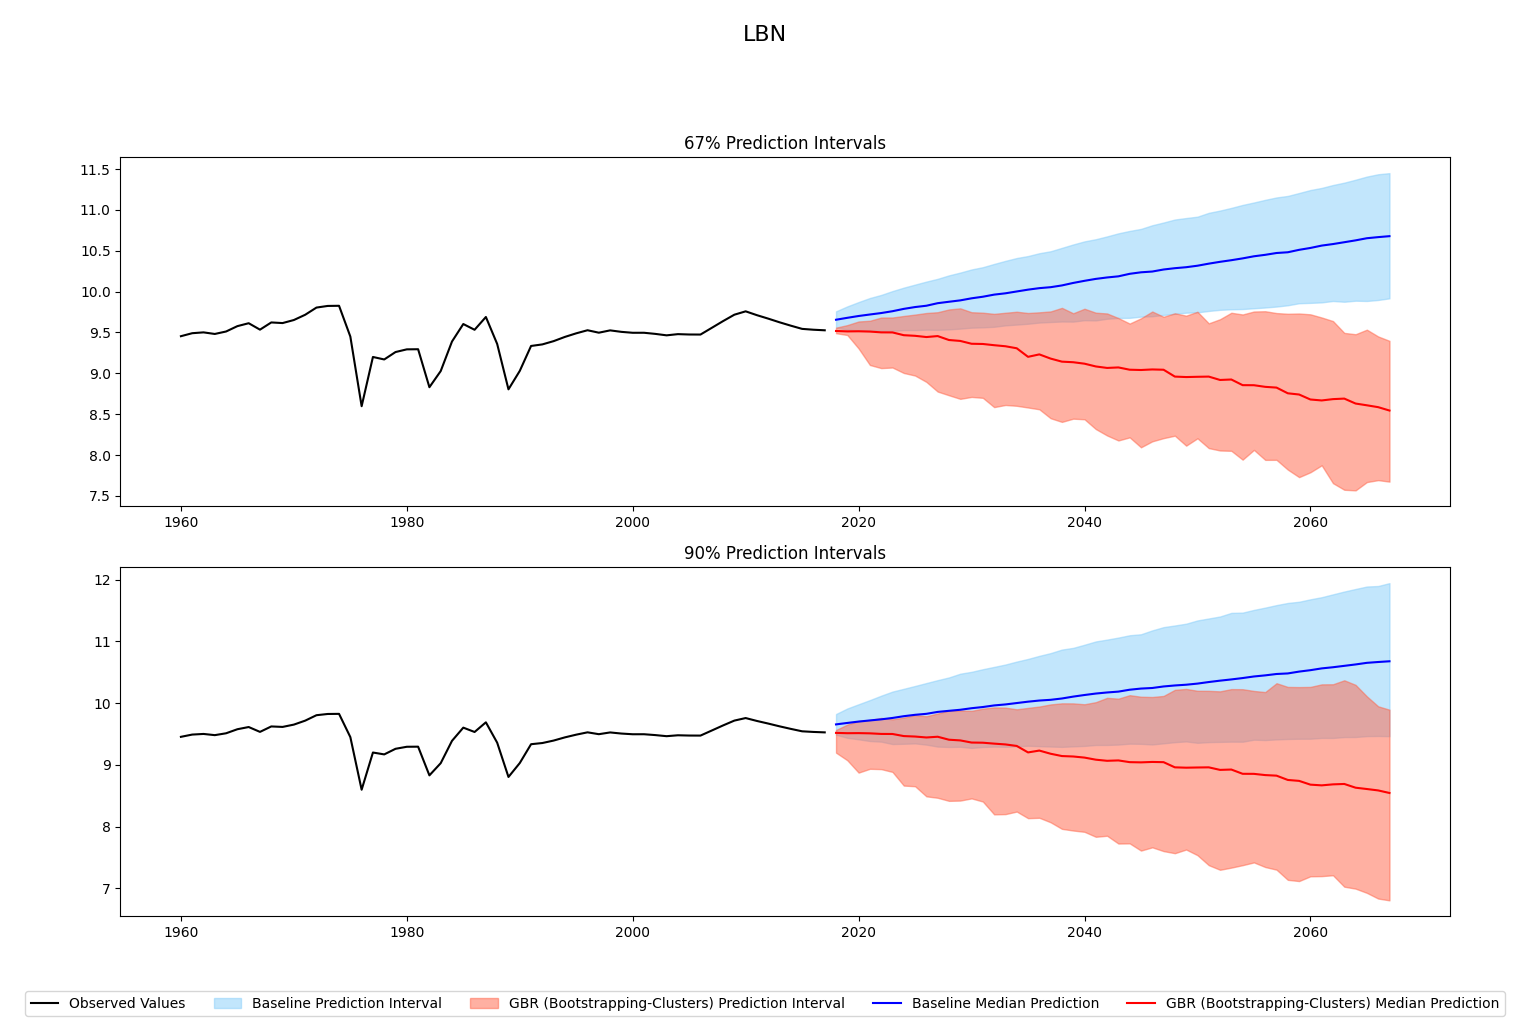 LBN
67% Prediction Intervals
11.5
11.0
10.5
10.0
9.5
9.0
8.5
8.0
7.5
1960 1980 2000 2020 2040 2060
90% Prediction Intervals
12
11
10
9
8
7
1960 1980 2000 2020 2040 2060
Observed Values Baseline Prediction Interval GBR (Bootstrapping-Clusters) Prediction Interval Baseline Median Prediction GBR (Bootstrapping-Clusters) Median Prediction